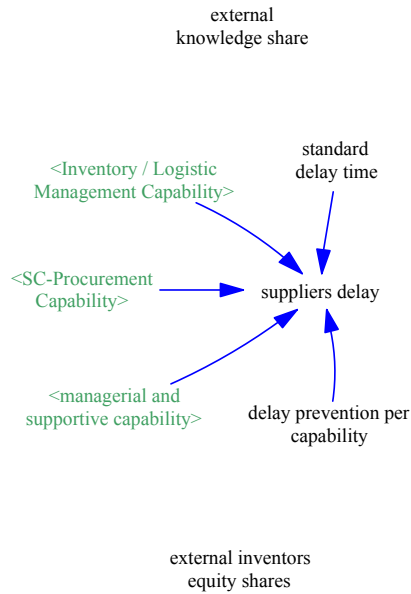 external
knowledge share
standard
delay time
<Inventory / Logistic
Management Capability>
<SC-Procurement
Capability>
suppliers delay
<managerial and
supportive capability>
delay prevention per
capability
external inventors
equity shares